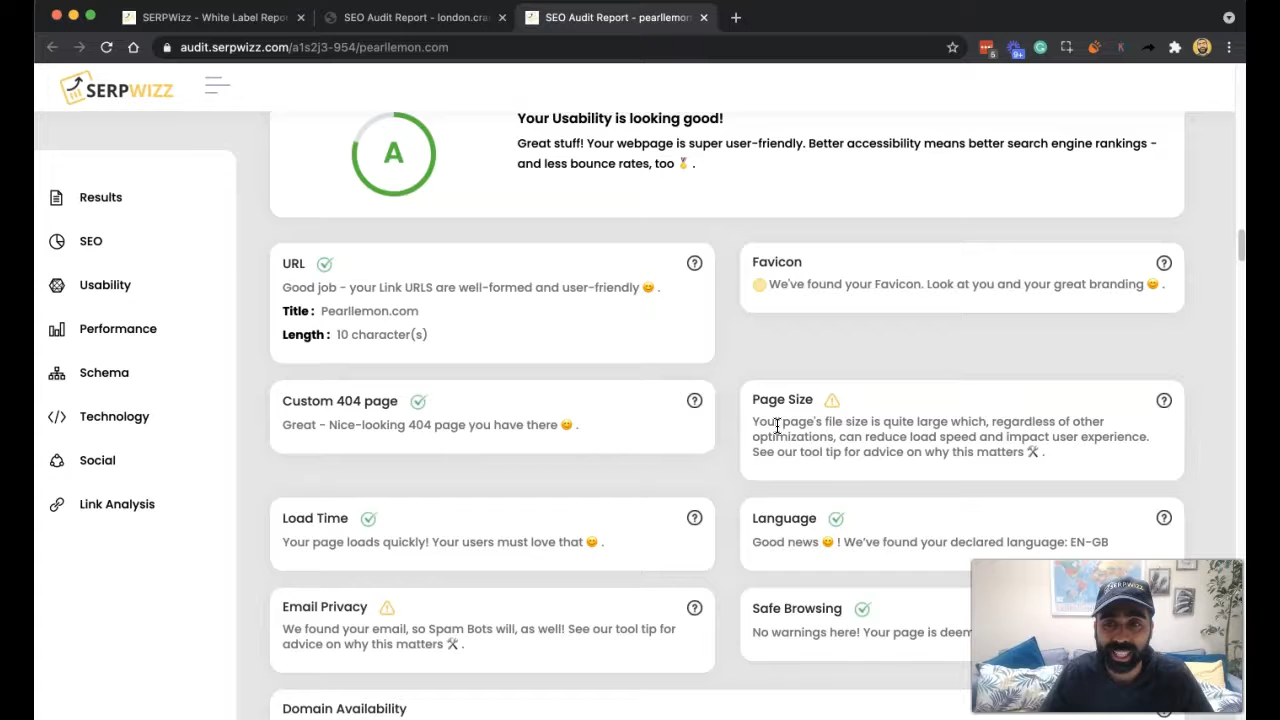 SERPWizz - White Label Repo
SEO Audit Report - london.cra
SEO Audit Report - pearllemon
audit.serpwizz.com/a1s2j3-954/pearllemon.com
5
9+
K
SERPWIZZ
A
Your Usability is looking good!
Great stuff! Your webpage is super user-friendly. Better accessibility means better search engine rankings -
and less bounce rates, too 🏅 .
Results
SEO
Usability
Performance
Schema
Technology
Social
Link Analysis
URL
Good job - your Link URLS are well-formed and user-friendly 😊 .
Title : Pearllemon.com
Length : 10 character(s)
Favicon
We've found your Favicon. Look at you and your great branding 😊 .
Custom 404 page
Great - Nice-looking 404 page you have there 😊 .
Page Size
Your page's file size is quite large which, regardless of other
optimizations, can reduce load speed and impact user experience.
See our tool tip for advice on why this matters 🛠 .
Load Time
Your page loads quickly! Your users must love that 😊 .
Language
Good news 😊 ! We've found your declared language: EN-GB
Email Privacy
We found your email, so Spam Bots will, as well! See our tool tip for
advice on why this matters 🛠 .
Safe Browsing
No warnings here! Your page is deem
Domain Availability
SERPWIZZ